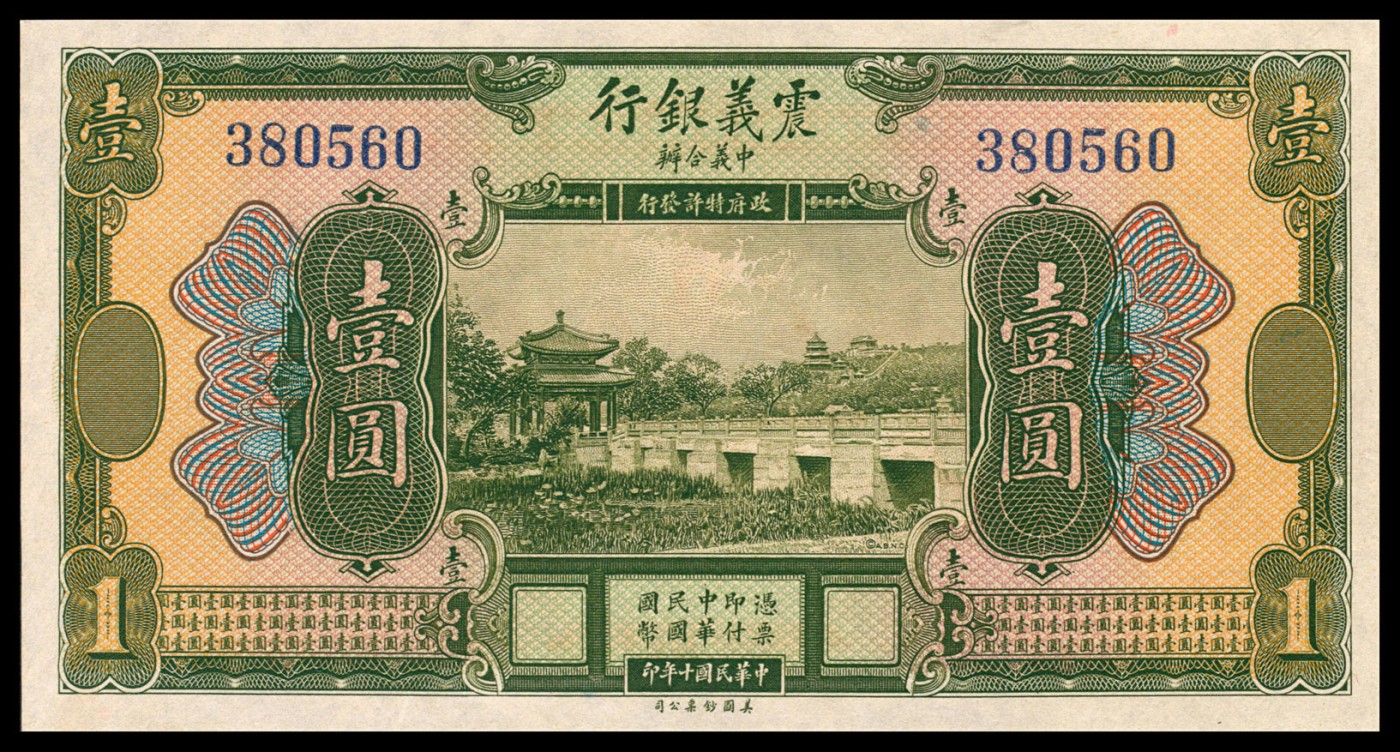 壹
震義銀行
壹
380560
中義合辦
380560
政府特許發行
壹
壹
壹圓
壹圓
壹
壹
憑票
即付
中華
民國
國幣
1
1
中華民國十年印
美國鈔票公司